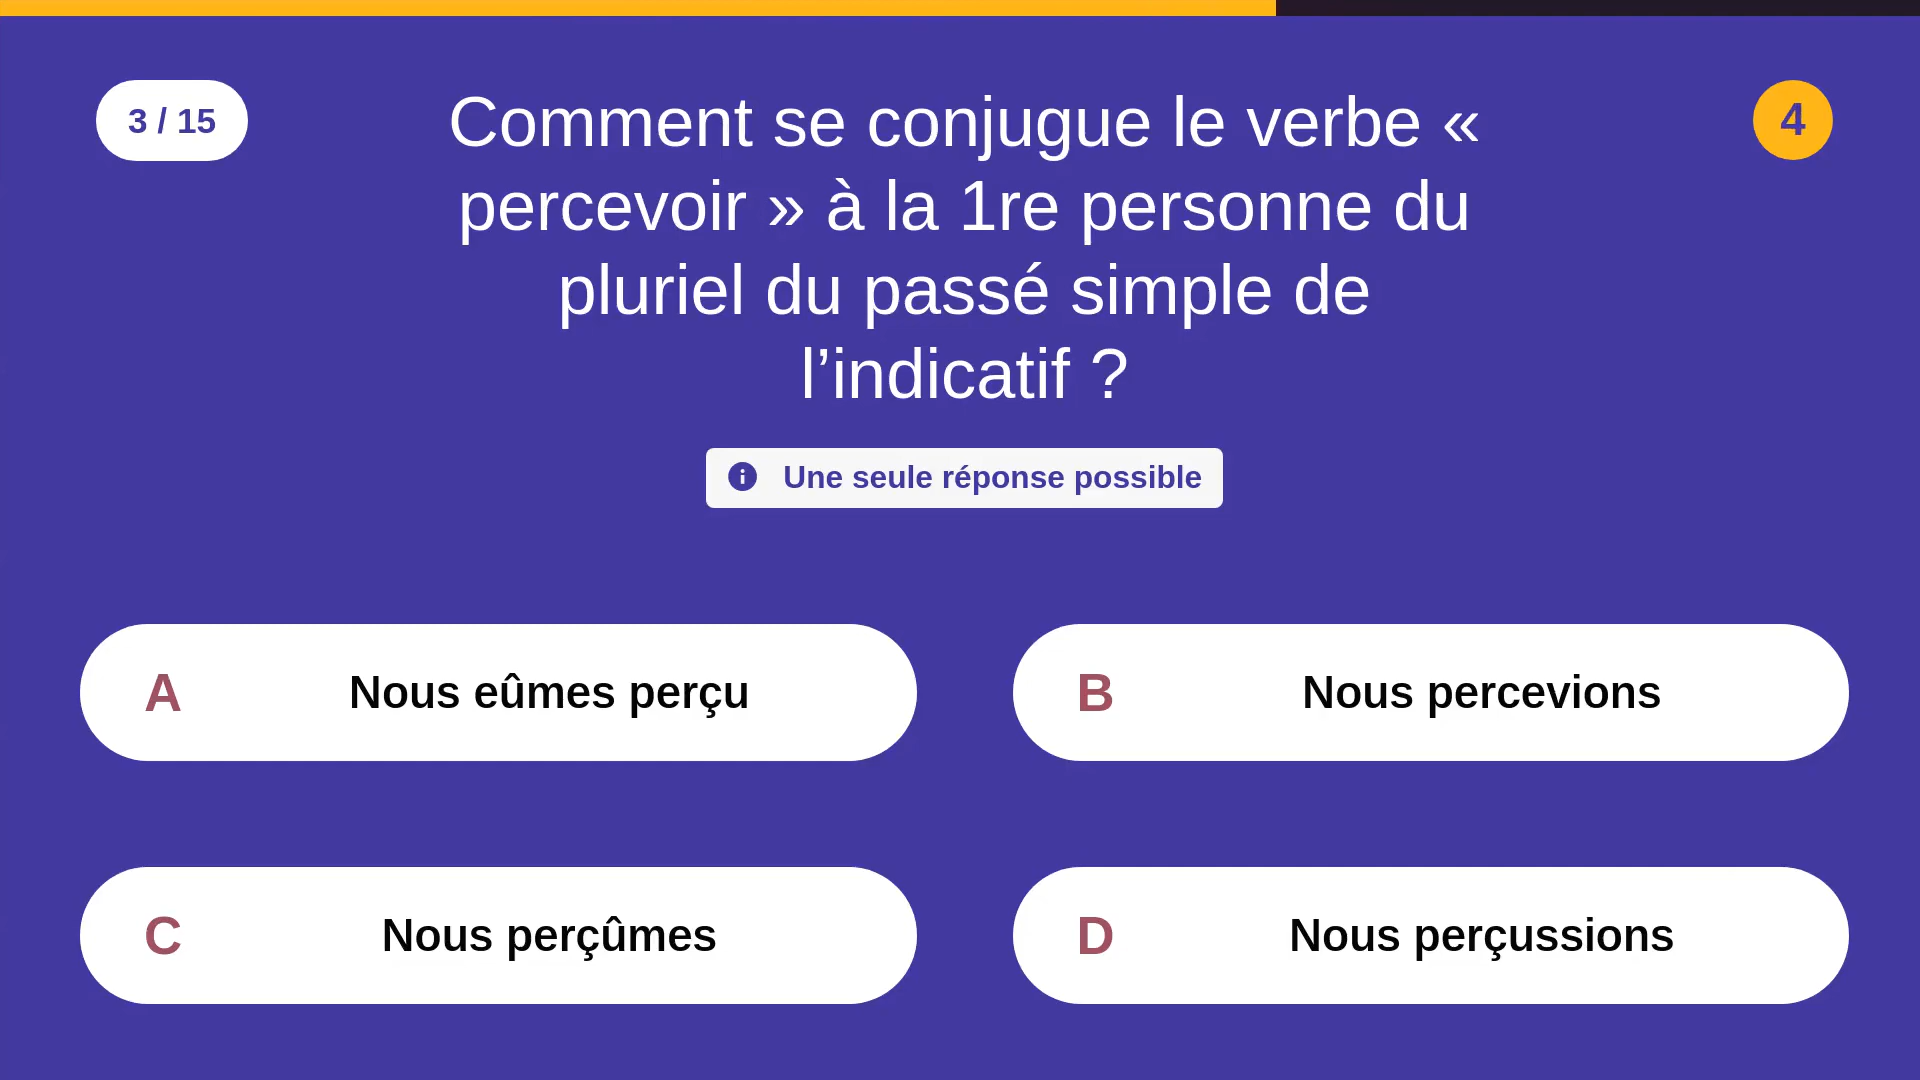 3 / 15
Comment se conjugue le verbe «
percevoir » à la 1re personne du
pluriel du passé simple de
l’indicatif ?
4
Une seule réponse possible
A Nous eûmes perçu
B Nous percevions
C Nous perçûmes
D Nous perçussions